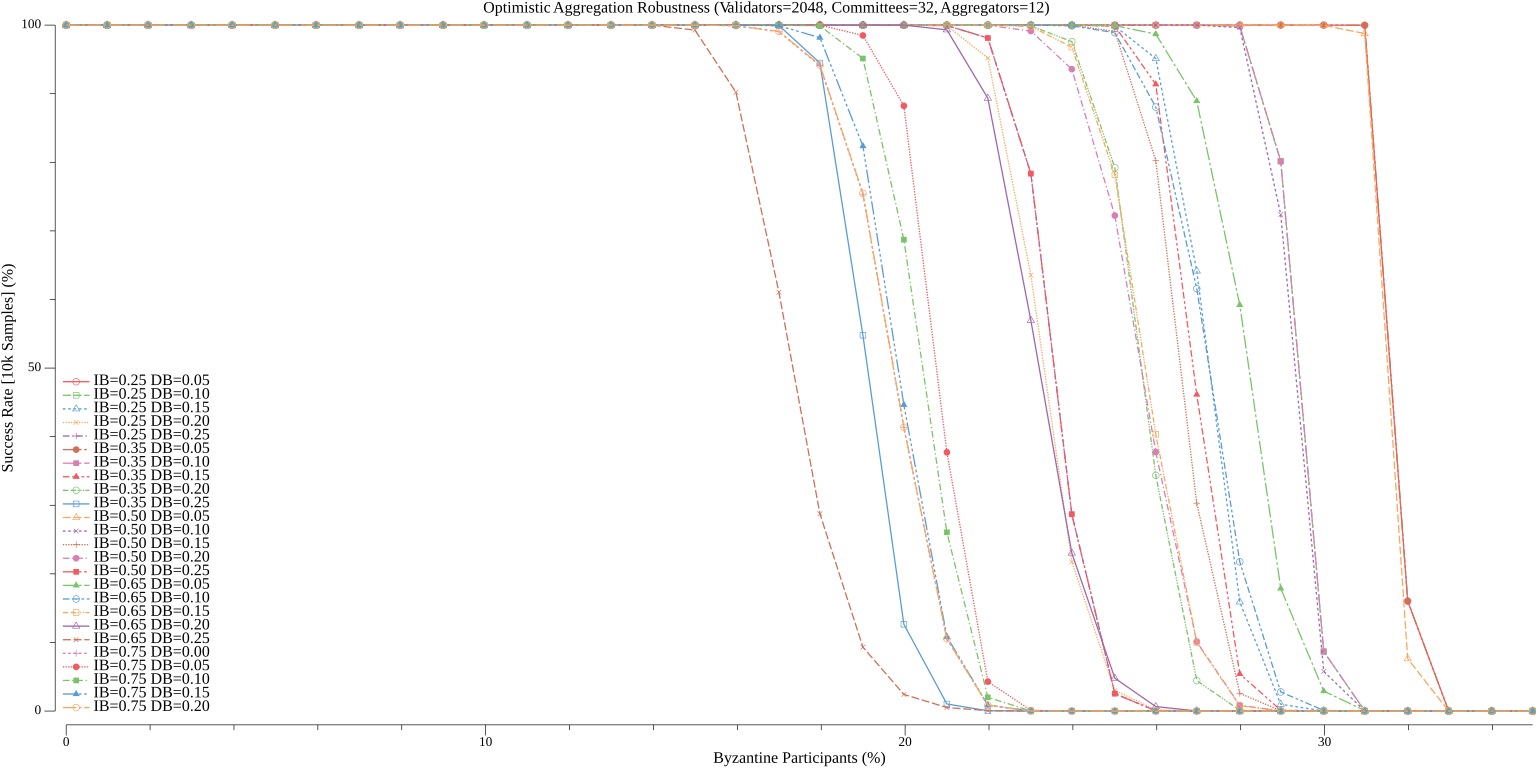 Optimistic Aggregation Robustness (Validators=2048, Committees=32, Aggregators=12)
100
50
0
Success Rate [10k Samples] (%)
IB=0.25 DB=0.05
IB=0.25 DB=0.10
IB=0.25 DB=0.15
IB=0.25 DB=0.20
IB=0.25 DB=0.25
IB=0.35 DB=0.05
IB=0.35 DB=0.10
IB=0.35 DB=0.15
IB=0.35 DB=0.20
IB=0.35 DB=0.25
IB=0.50 DB=0.05
IB=0.50 DB=0.10
IB=0.50 DB=0.15
IB=0.50 DB=0.20
IB=0.50 DB=0.25
IB=0.65 DB=0.05
IB=0.65 DB=0.10
IB=0.65 DB=0.15
IB=0.65 DB=0.20
IB=0.65 DB=0.25
IB=0.75 DB=0.00
IB=0.75 DB=0.05
IB=0.75 DB=0.10
IB=0.75 DB=0.15
IB=0.75 DB=0.20
0 10 20 30
Byzantine Participants (%)